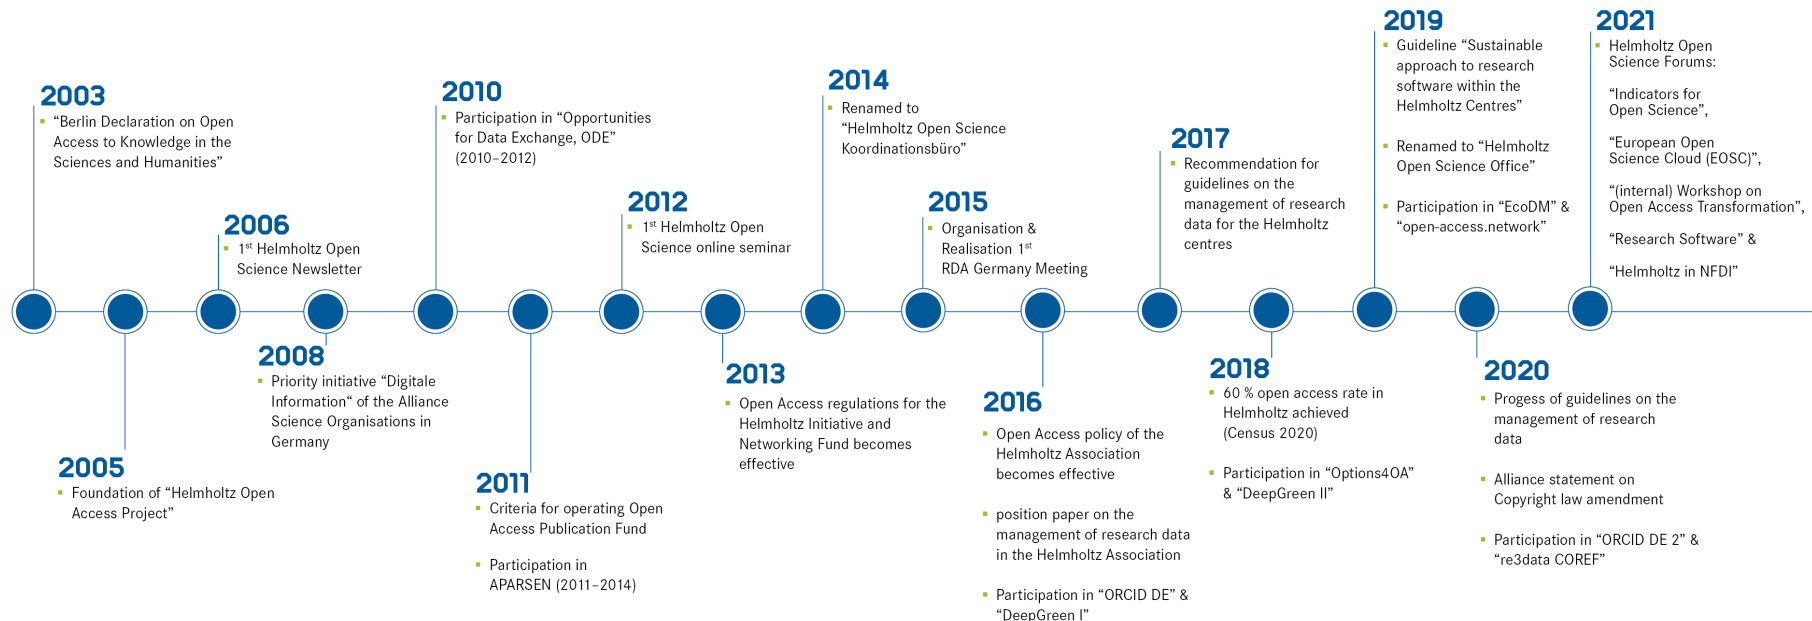 2003
“Berlin Declaration on Open
Access to Knowledge in the
Sciences and Humanities”
2005
Foundation of “Helmholtz Open
Access Project”
2006
1st Helmholtz Open
Science Newsletter
2008
Priority initiative “Digitale
Information“ of the Alliance
Science Organisations in
Germany
2010
Participation in “Opportunities
for Data Exchange, ODE”
(2010–2012)
2011
Criteria for operating Open
Access Publication Fund
Participation in
APARSEN (2011–2014)
2012
1st Helmholtz Open
Science online seminar
2013
Open Access regulations for the
Helmholtz Initiative and
Networking Fund becomes
effective
2014
Renamed to
“Helmholtz Open Science
Koordinationsbüro”
2015
Organisation &
Realisation 1st
RDA Germany Meeting
2016
Open Access policy of the
Helmholtz Association
becomes effective
position paper on the
management of research data
in the Helmholtz Association
Participation in “ORCID DE” &
“DeepGreen I”
2017
Recommendation for
guidelines on the
management of research
data for the Helmholtz
centres
2018
60 % open access rate in
Helmholtz achieved
(Census 2020)
Participation in “Options4OA”
& “DeepGreen II”
2019
Guideline “Sustainable
approach to research
software within the
Helmholtz Centres”
Renamed to “Helmholtz
Open Science Office”
Participation in “EcoDM” &
“open-access.network”
2020
Progess of guidelines on the
management of research
data
Alliance statement on
Copyright law amendment
Participation in “ORCID DE 2” &
“re3data COREF”
2021
Helmholtz Open
Science Forums:
“Indicators for
Open Science”,
“European Open
Science Cloud (EOSC)”,
“(internal) Workshop on
Open Access Transformation”,
“Research Software” &
“Helmholtz in NFDI”